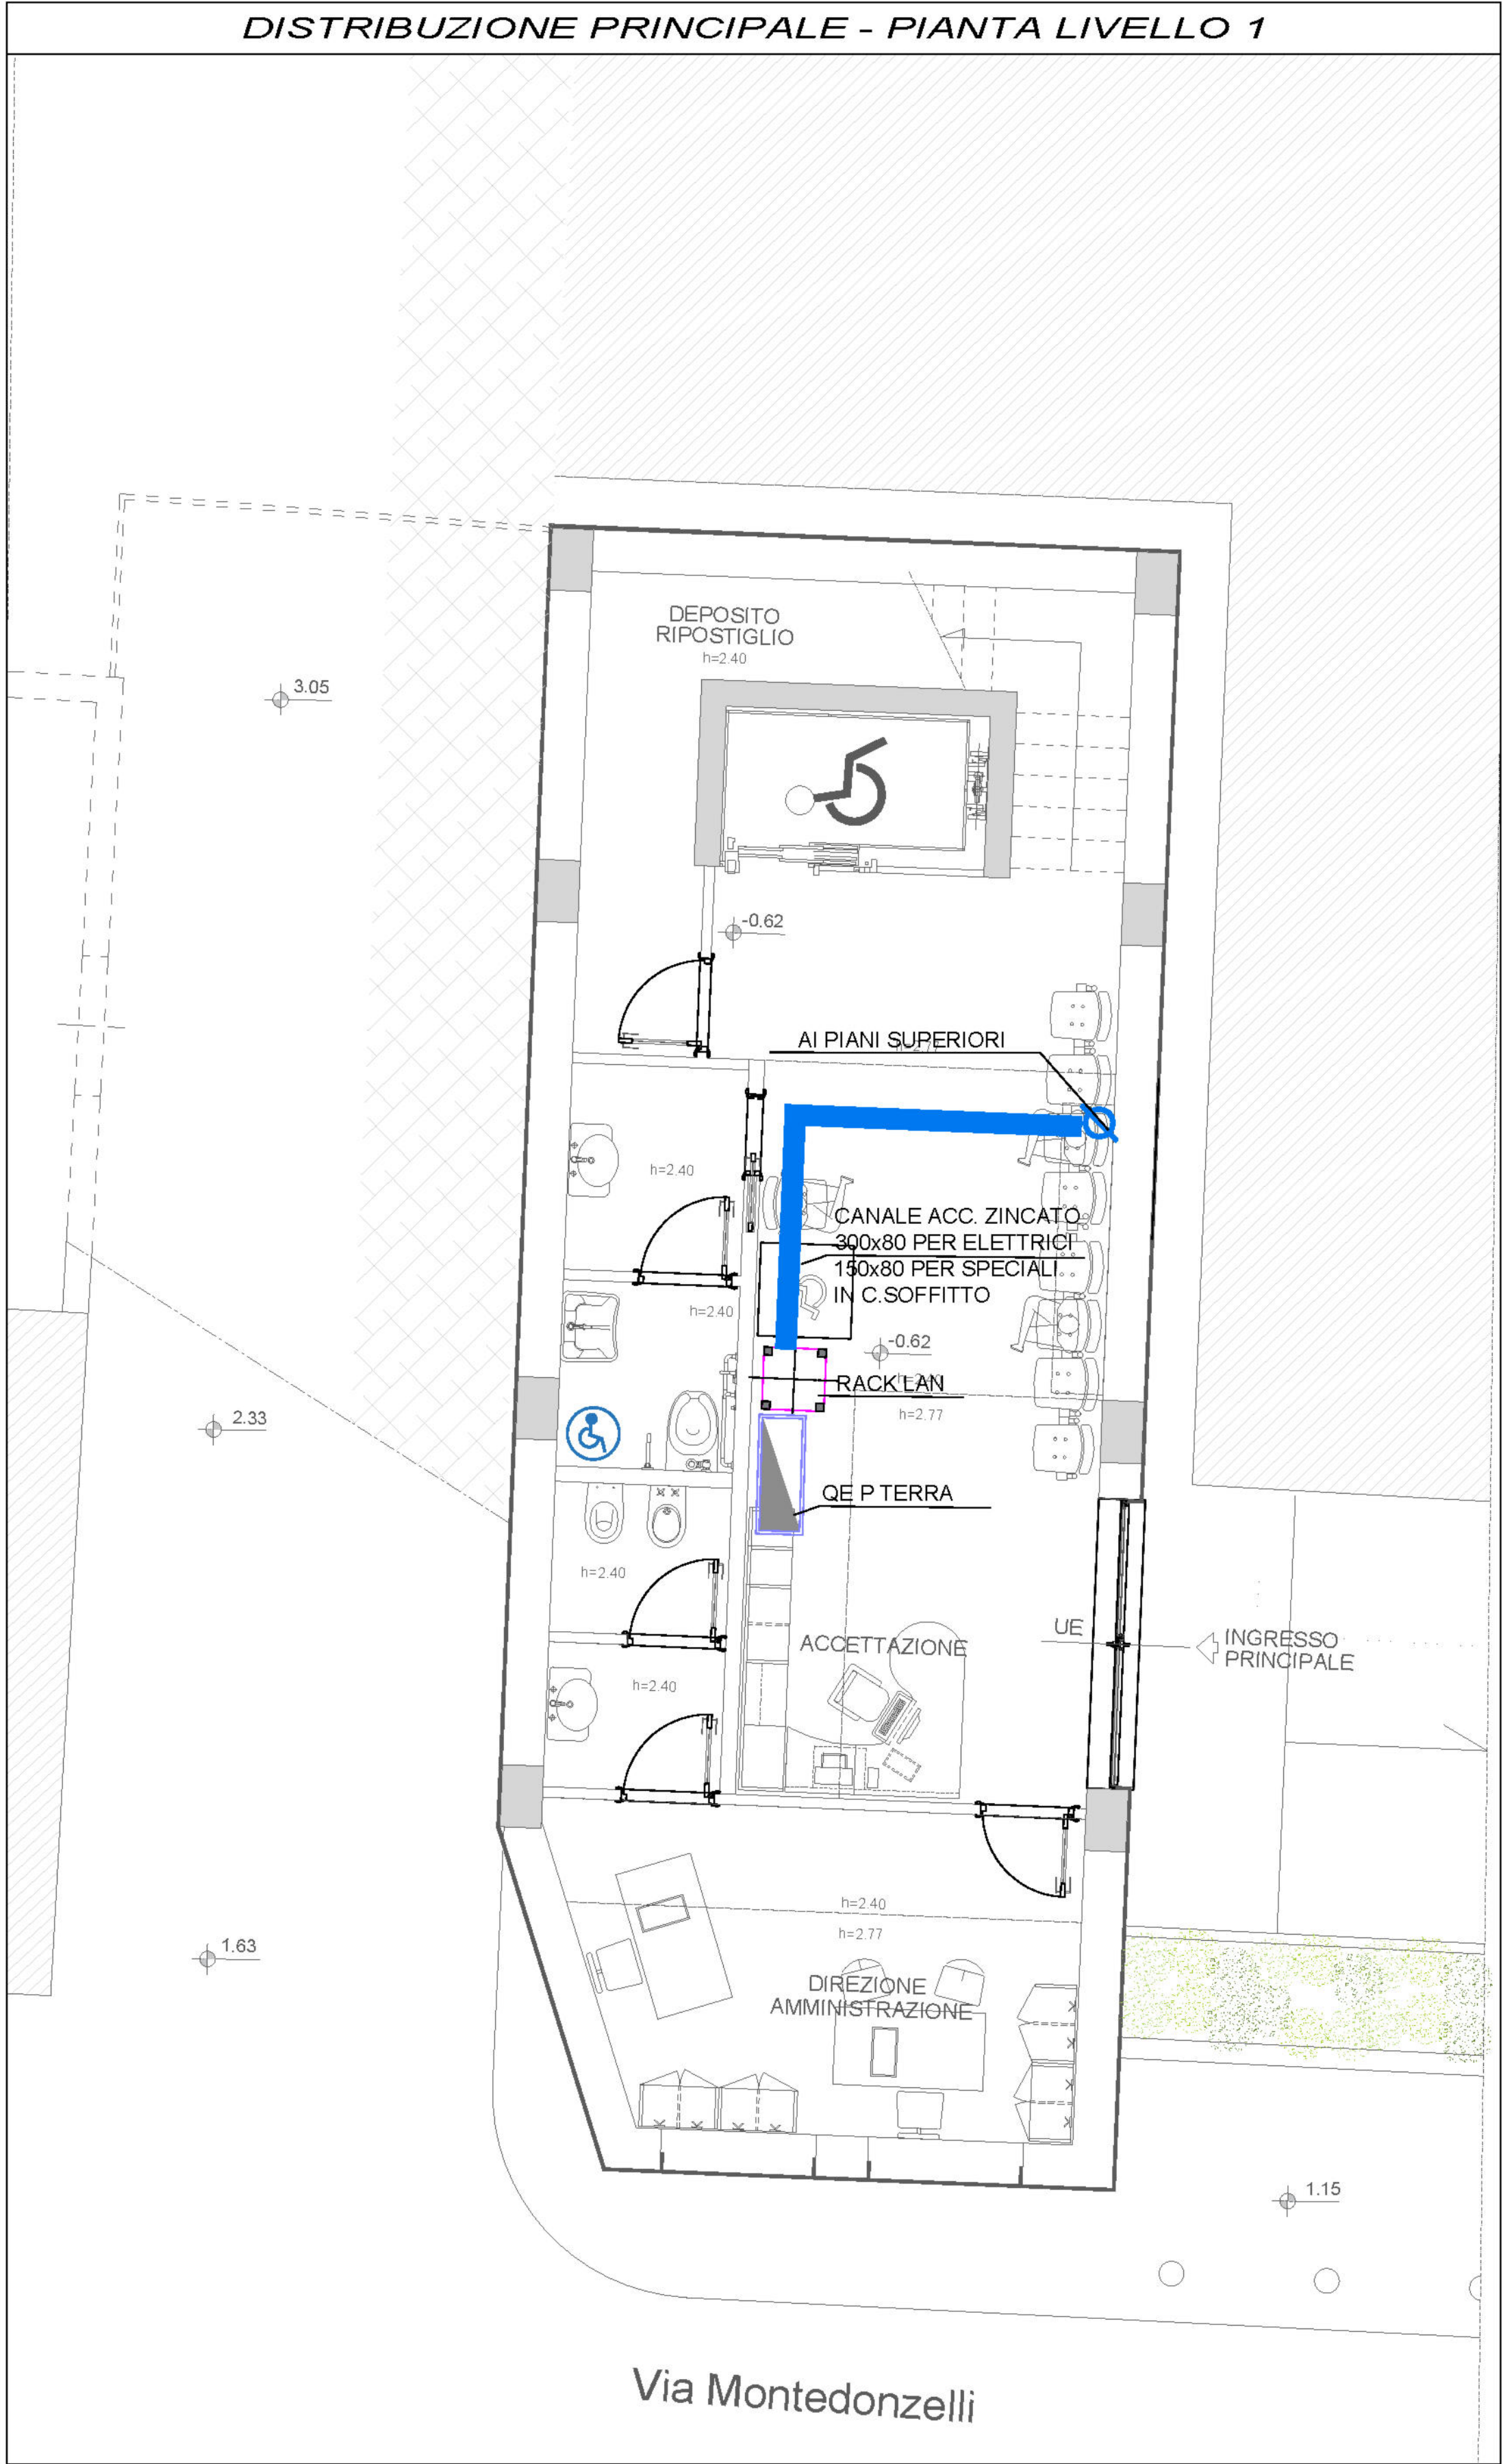 DISTRIBUZIONE PRINCIPALE - PIANTA LIVELLO 1
DEPOSITO
RIPOSTIGLIO
h=2.40
3.05
-0.62
AI PIANI SUPERIORI
h=2.77
h=2.40
CANALE ACC. ZINCATO
300x80 PER ELETTRICI
150x80 PER SPECIALI
IN C.SOFFITTO
h=2.40
-0.62
RACK LAN
h=2.77
2.33
QE P TERRA
h=2.40
UE
INGRESSO
PRINCIPALE
ACCETTAZIONE
h=2.40
h=2.40
h=2.77
1.63
DIREZIONE
AMMINISTRAZIONE
1.15
Via Montedonzelli